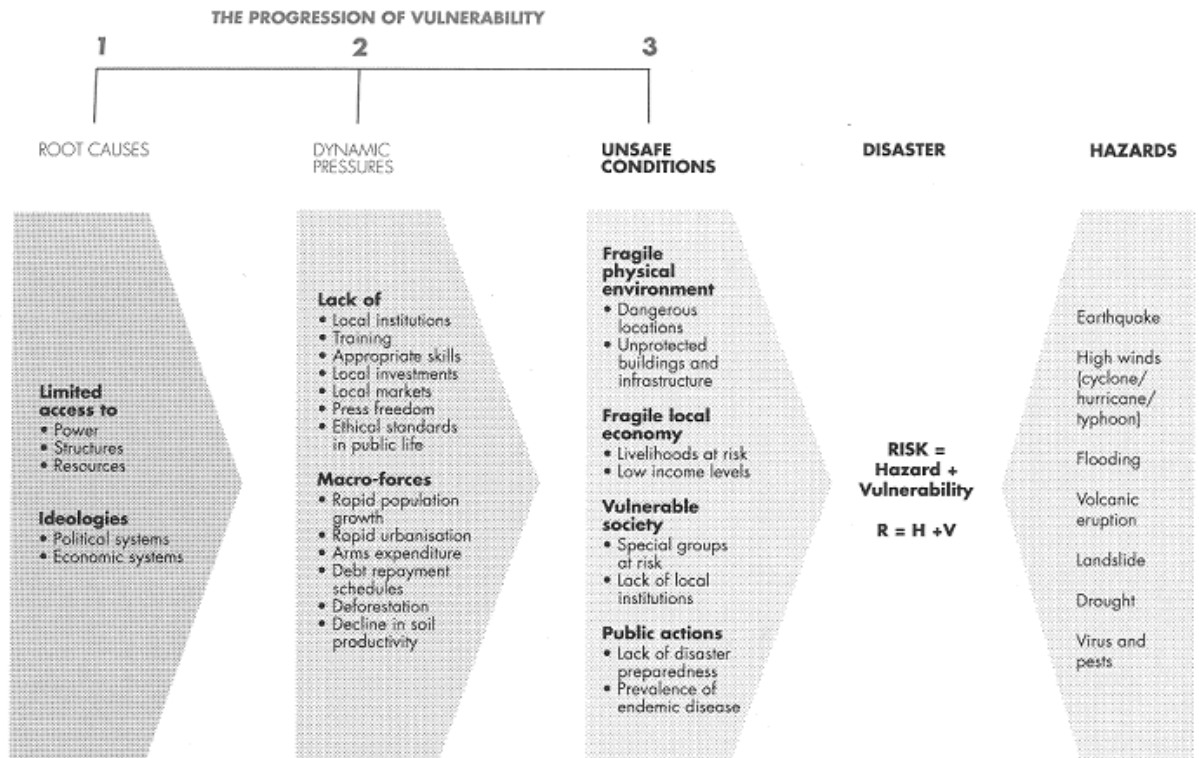 THE PROGRESSION OF VULNERABILITY
1
2
3
ROOT CAUSES
DYNAMIC
PRESSURES
UNSAFE
CONDITIONS
DISASTER
HAZARDS
Limited
access to
• Power
• Structures
• Resources
Ideologies
• Political systems
• Economic systems
Lack of
• Local institutions
• Training
• Appropriate skills
• Local investments
• Local markets
• Press freedom
• Ethical standards
in public life
Macro-forces
• Rapid population
growth
• Rapid urbanisation
• Arms expenditure
• Debt repayment
schedules
• Deforestation
• Decline in soil
productivity
Fragile
physical
environment
• Dangerous
locations
• Unprotected
buildings and
infrastructure
Fragile local
economy
• Livelihoods at risk
• Low income levels
Vulnerable
society
• Special groups
at risk
• Lack of local
institutions
Public actions
• Lack of disaster
preparedness
• Prevalence of
endemic disease
RISK =
Hazard +
Vulnerability
R = H +V
Earthquake
High winds
(cyclone/
hurricane/
typhoon)
Flooding
Volcanic
eruption
Landslide
Drought
Virus and
pests